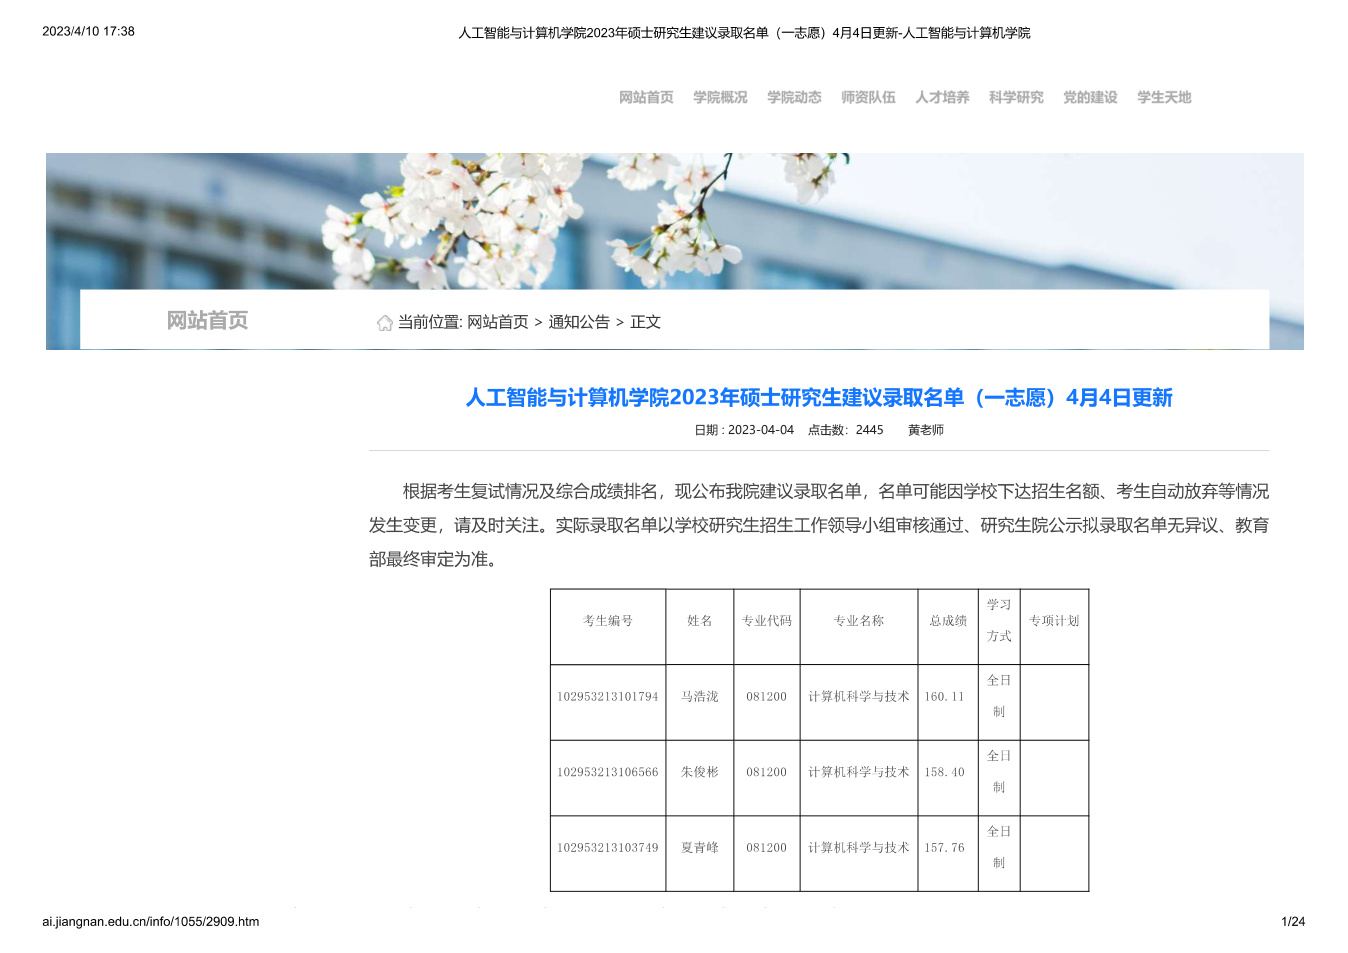 2023/4/10 17:38
人工智能与计算机学院2023年硕士研究生建议录取名单（一志愿）4月4日更新-人工智能与计算机学院
网站首页 学院概况 学院动态 师资队伍 人才培养 科学研究 党的建设 学生天地
网站首页
当前位置: 网站首页 > 通知公告 > 正文
人工智能与计算机学院2023年硕士研究生建议录取名单（一志愿）4月4日更新
日期 : 2023-04-04 点击数：2445 黄老师
根据考生复试情况及综合成绩排名，现公布我院建议录取名单，名单可能因学校下达招生名额、考生自动放弃等情况
发生变更，请及时关注。实际录取名单以学校研究生招生工作领导小组审核通过、研究生院公示拟录取名单无异议、教育
部最终审定为准。
考生编号 姓名 专业代码 专业名称 总成绩 学习方式 专项计划
102953213101794 马浩泷 081200 计算机科学与技术 160.11 全日制
102953213106566 朱俊彬 081200 计算机科学与技术 158.40 全日制
102953213103749 夏青峰 081200 计算机科学与技术 157.76 全日制
ai.jiangnan.edu.cn/info/1055/2909.htm
1/24